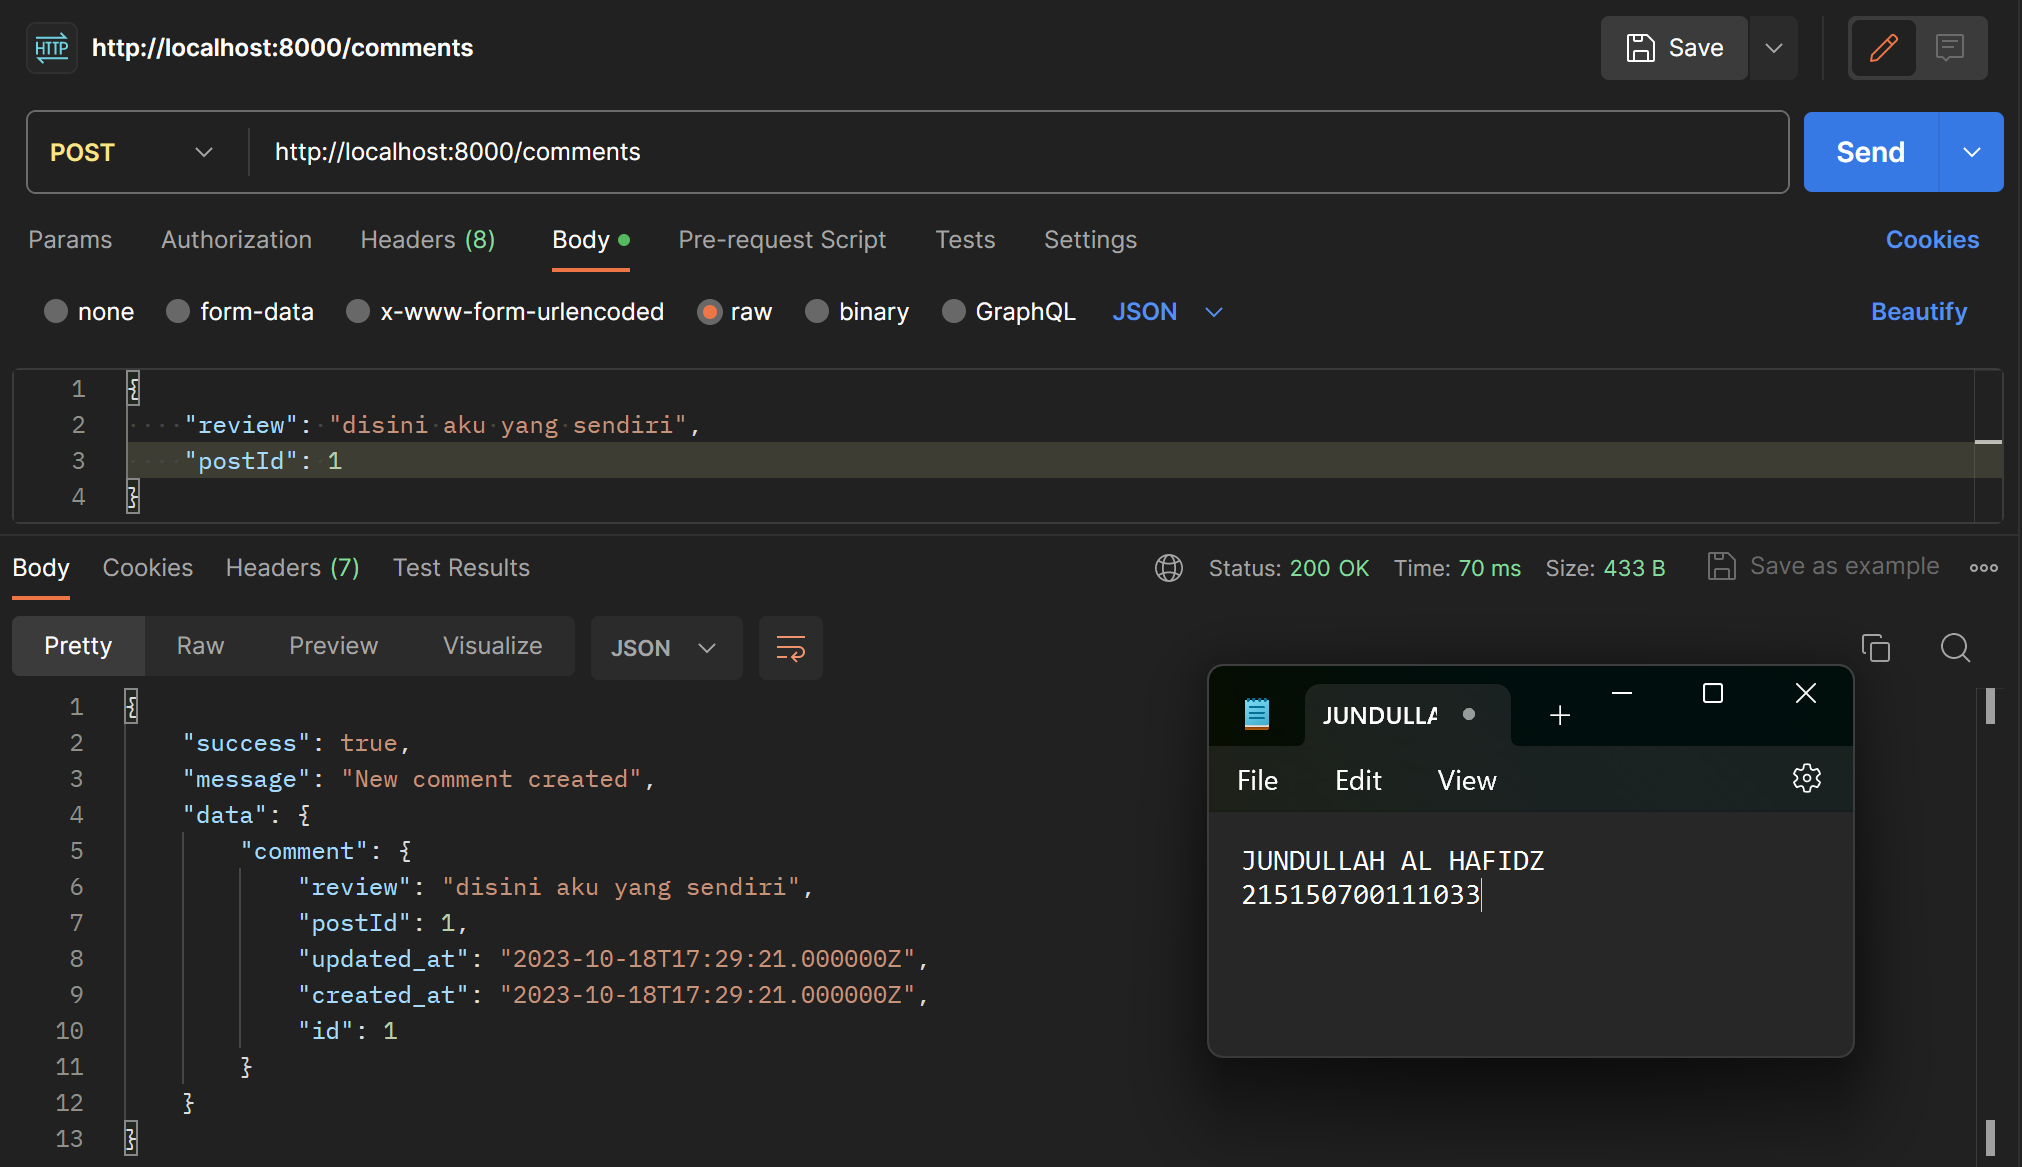 HTTP http://localhost:8000/comments
Save
POST http://localhost:8000/comments
Send
Params Authorization Headers (8) Body Pre-request Script Tests Settings Cookies
none form-data x-www-form-urlencoded raw binary GraphQL JSON Beautify
1 {
2 "review": "disini aku yang sendiri",
3 "postId": 1
4 }
Body Cookies Headers (7) Test Results Status: 200 OK Time: 70 ms Size: 433 B Save as example
Pretty Raw Preview Visualize JSON
1 {
2 "success": true,
3 "message": "New comment created",
4 "data": {
5 "comment": {
6 "review": "disini aku yang sendiri",
7 "postId": 1,
8 "updated_at": "2023-10-18T17:29:21.000000Z",
9 "created_at": "2023-10-18T17:29:21.000000Z",
10 "id": 1
11 }
12 }
13 }
JUNDULLA
File Edit View
JUNDULLAH AL HAFIDZ
215150700111033